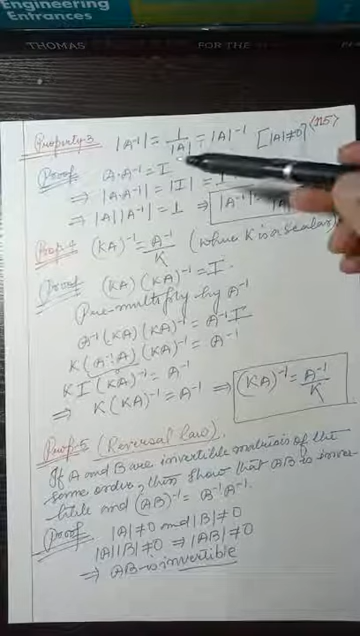 Engineering
Entrances
THOMAS
FOR THE
<115>
Property-3 |A⁻¹| = 1/|A| = |A|⁻¹ [|A|≠0]
Proof A·A⁻¹ = I
⇒ |A·A⁻¹| = |I| =
⇒ |A||A⁻¹| = 1 ⇒ |A⁻¹| =
Prop.4 (KA)⁻¹ = A⁻¹/K (where K is a scalar)
Proof (KA)(KA)⁻¹ = I.
Pre-multiply by A⁻¹
A⁻¹(KA)(KA)⁻¹ = A⁻¹I
K(A⁻¹A)(KA)⁻¹ = A⁻¹
KI(KA)⁻¹ = A⁻¹
⇒ K(KA)⁻¹ = A⁻¹ ⇒ (KA)⁻¹ = A⁻¹/K
Prop.5 (Reversal law).
If A and B are invertible matrices of the
same order, then show that AB is inver-
tible and (AB)⁻¹ = A⁻¹A⁻¹.
Proof |A|≠0 and |B|≠0
|A||B|≠0 ⇒ |AB|≠0
⇒ AB is invertible